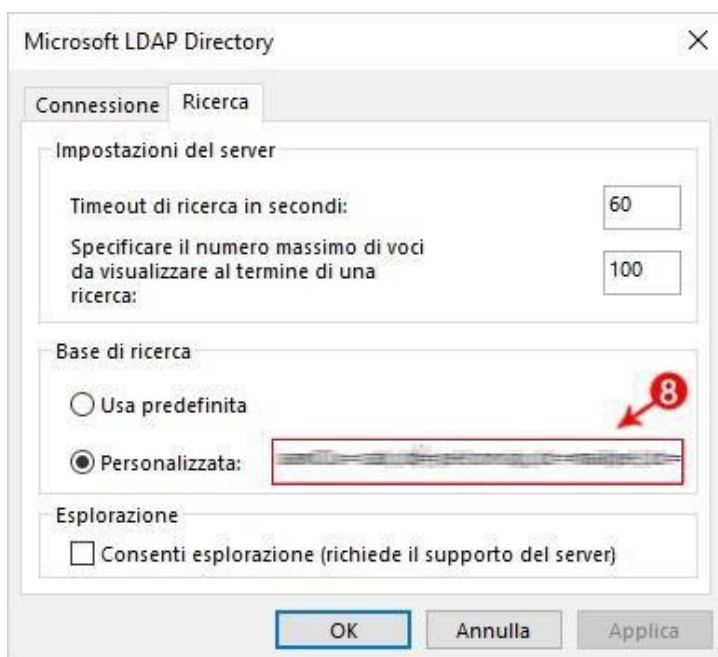 Microsoft LDAP Directory
Connessione Ricerca
Impostazioni del server
Timeout di ricerca in secondi: 60
Specificare il numero massimo di voci
da visualizzare al termine di una
ricerca: 100
Base di ricerca
Usa predefinita
8
Personalizzata:
Esplorazione
Consenti esplorazione (richiede il supporto del server)
OK Annulla Applica